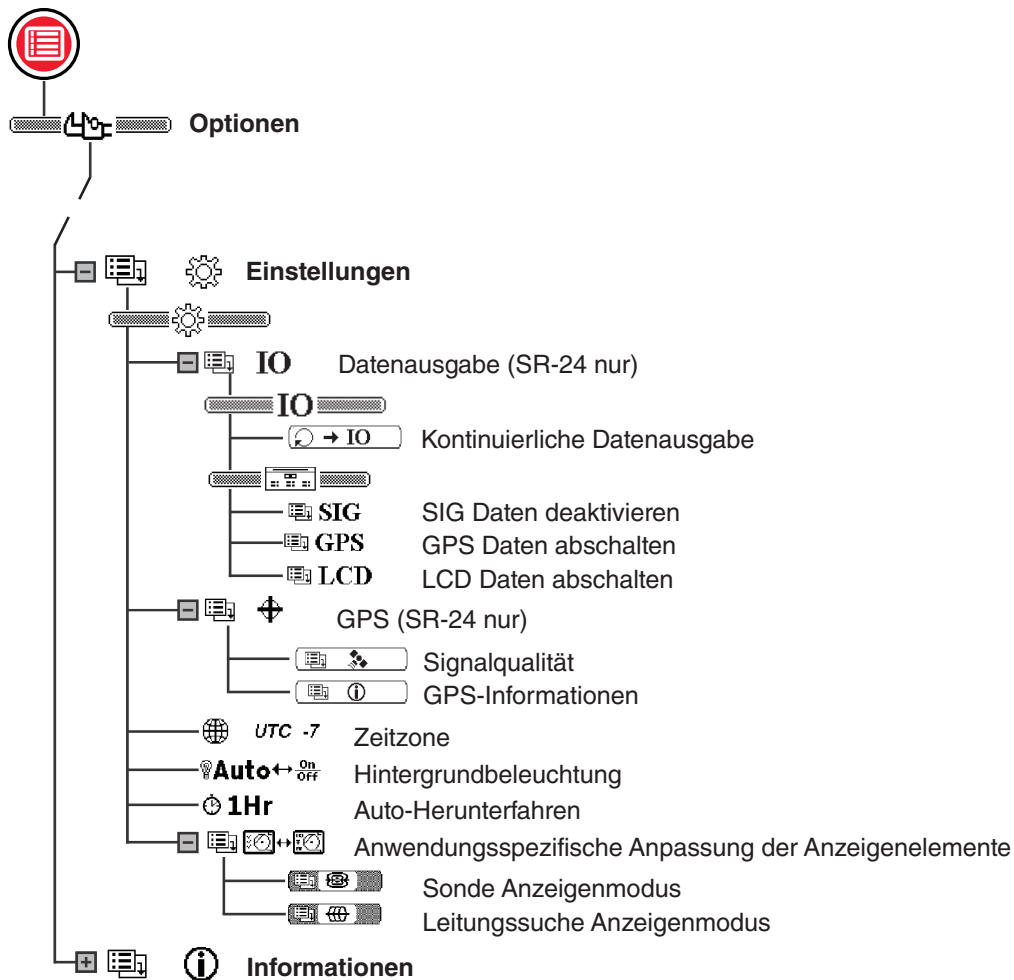 Optionen
Einstellungen
IO Datenausgabe (SR-24 nur)
IO
→ IO Kontinuierliche Datenausgabe
SIG SIG Daten deaktivieren
GPS GPS Daten abschalten
LCD LCD Daten abschalten
GPS (SR-24 nur)
Signalqualität
GPS-Informationen
UTC -7 Zeitzone
Auto↔On/Off Hintergrundbeleuchtung
1Hr Auto-Herunterfahren
Anwendungsspezifische Anpassung der Anzeigenelemente
Sonde Anzeigenmodus
Leitungssuche Anzeigenmodus
Informationen